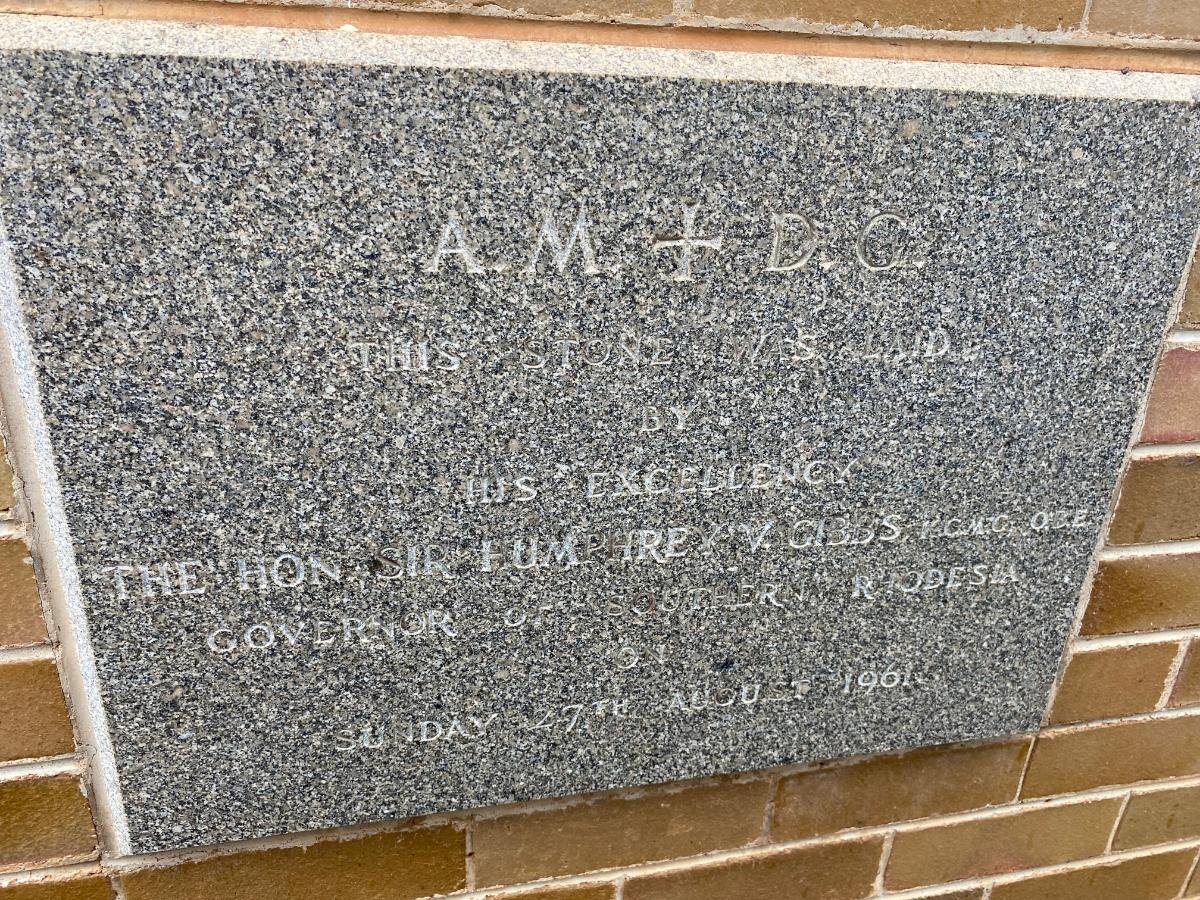 A.M. ✠ D.G.
THIS STONE WAS LAID
BY
HIS EXCELLENCY
THE HON. SIR HUMPHREY V. GIBBS K.C.M.G. O.B.E.
GOVERNOR OF SOUTHERN RHODESIA
ON
SUNDAY 27TH AUGUST 1961.